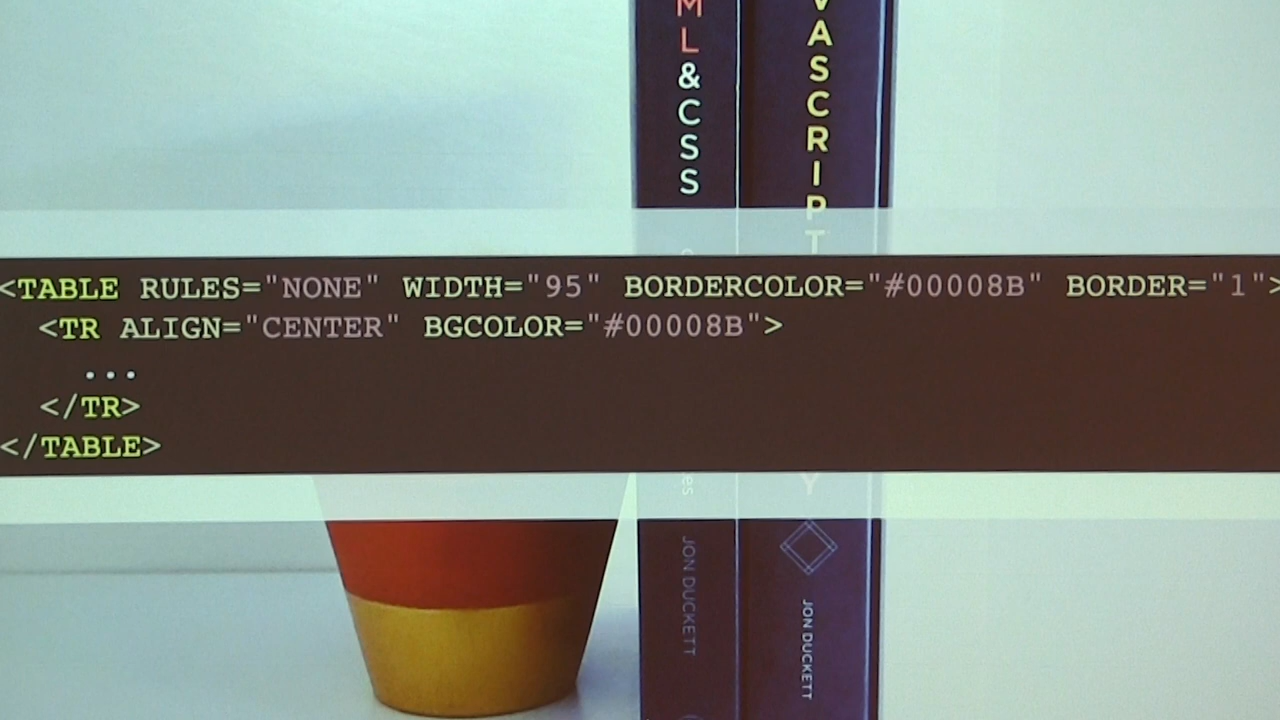 ML&CSS
VASCRIPT
Y
<TABLE RULES="NONE" WIDTH="95" BORDERCOLOR="#00008B" BORDER="1">
<TR ALIGN="CENTER" BGCOLOR="#00008B">
...
</TR>
</TABLE>
JON DUCKETT
JON DUCKETT